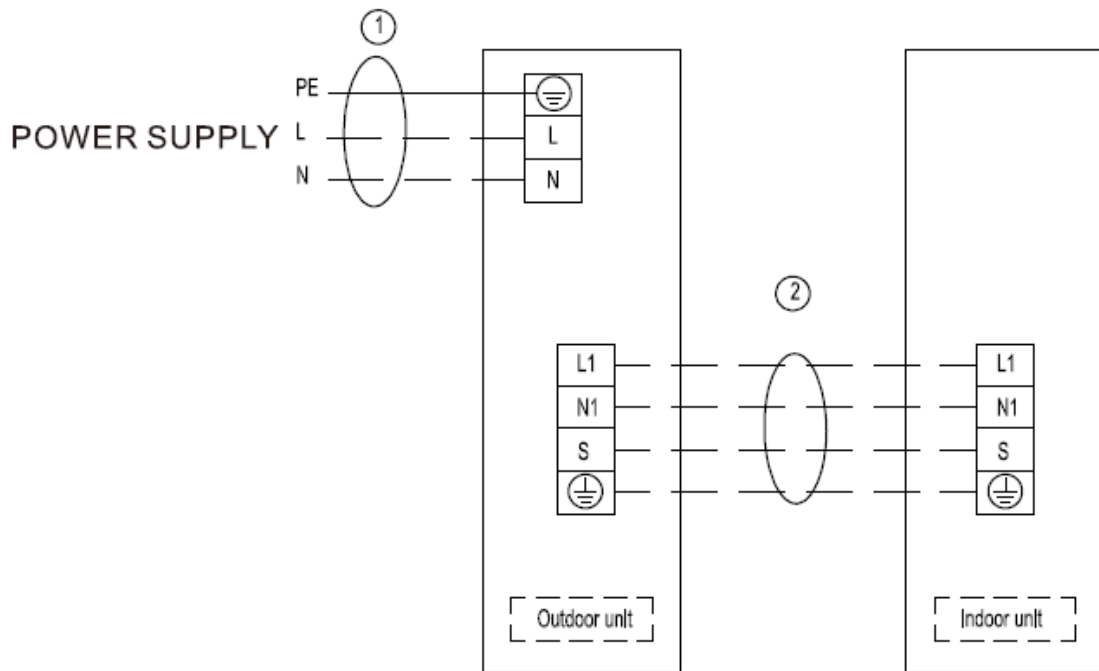 1
PE
POWER SUPPLY L L
N N
2
L1 L1
N1 N1
S S
Outdoor unit Indoor unit